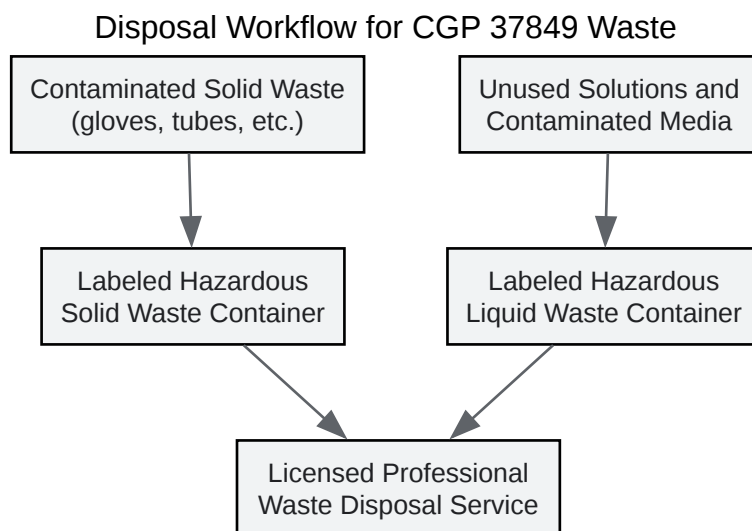 Disposal Workflow for CGP 37849 Waste
Contaminated Solid Waste
(gloves, tubes, etc.)
Unused Solutions and
Contaminated Media
Labeled Hazardous
Solid Waste Container
Labeled Hazardous
Liquid Waste Container
Licensed Professional
Waste Disposal Service